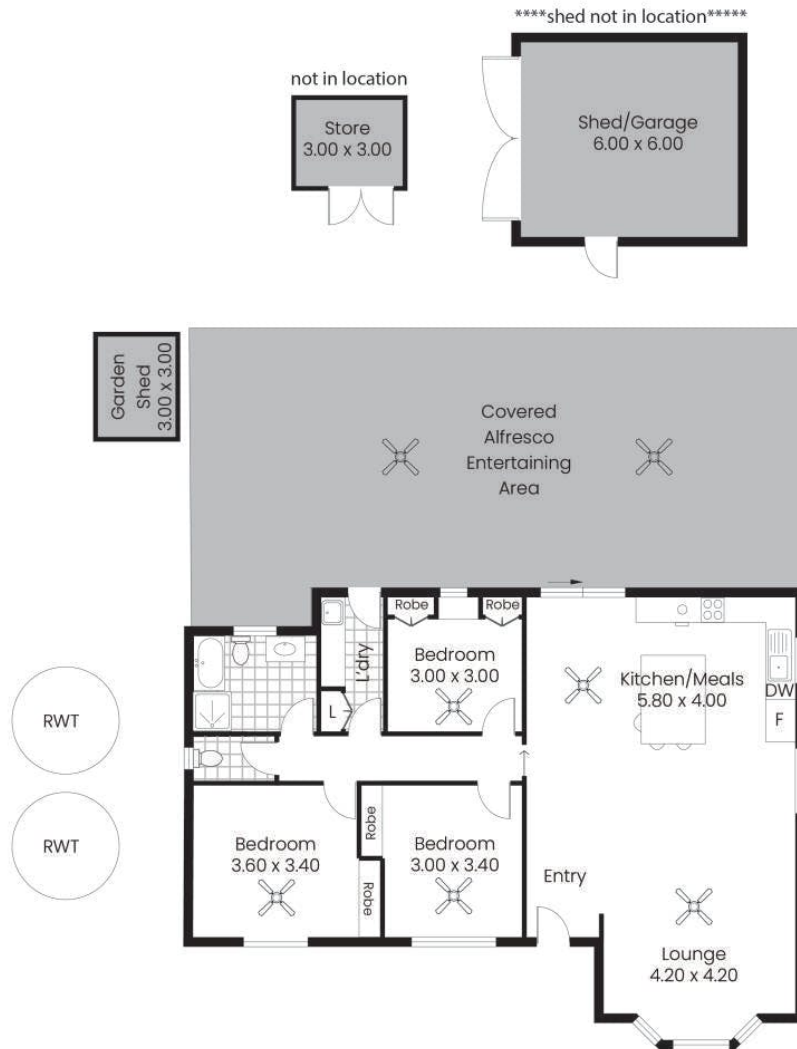 ****shed not in location*****
not in location
Store
3.00 x 3.00
Shed/Garage
6.00 x 6.00
Garden
Shed
3.00 x 3.00
Covered
Alfresco
Entertaining
Area
Robe
Robe
L'dry
Bedroom
3.00 x 3.00
Kitchen/Meals
5.80 x 4.00
DW
F
L
RWT
RWT
Bedroom
3.60 x 3.40
Robe
Robe
Bedroom
3.00 x 3.40
Entry
Lounge
4.20 x 4.20